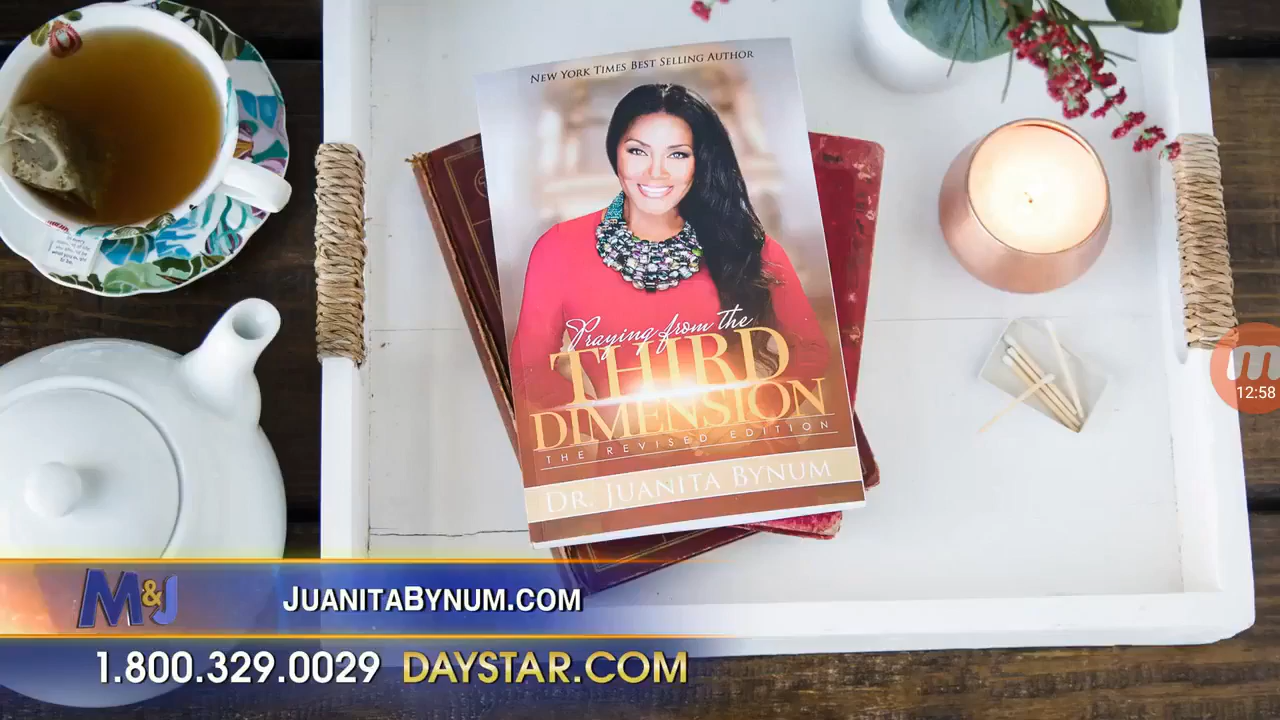 NEW YORK TIMES BEST SELLING AUTHOR
Praying from the
THIRD
DIMENSION
THE REVISED EDITION
DR. JUANITA BYNUM
M&J
JUANITABYNUM.COM
1.800.329.0029 DAYSTAR.COM
12:58